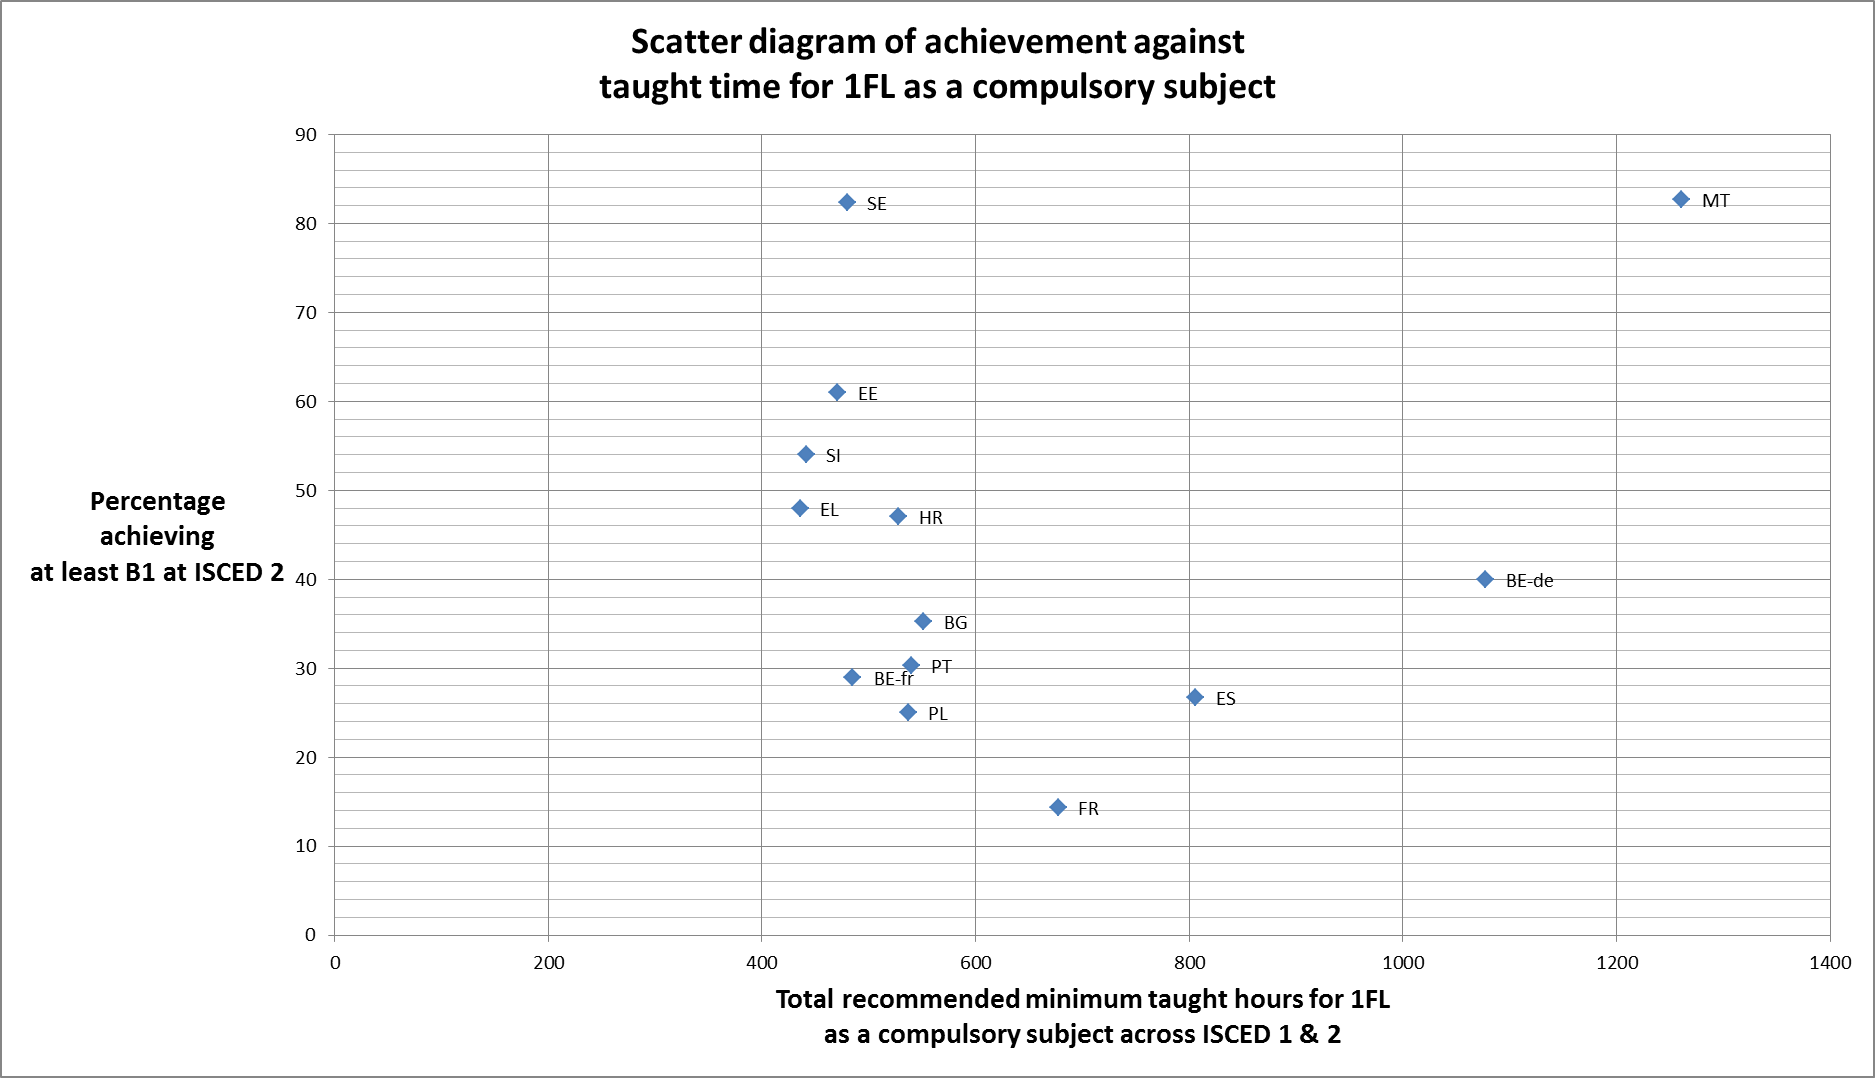 Scatter diagram of achievement against
taught time for 1FL as a compulsory subject
90
80
70
60
50
40
30
20
10
0
Percentage
achieving
at least B1 at ISCED 2
SE
MT
EE
SI
EL
HR
BE-de
BG
PT
BE-fr
ES
PL
FR
0 200 400 600 800 1000 1200 1400
Total recommended minimum taught hours for 1FL
as a compulsory subject across ISCED 1 & 2